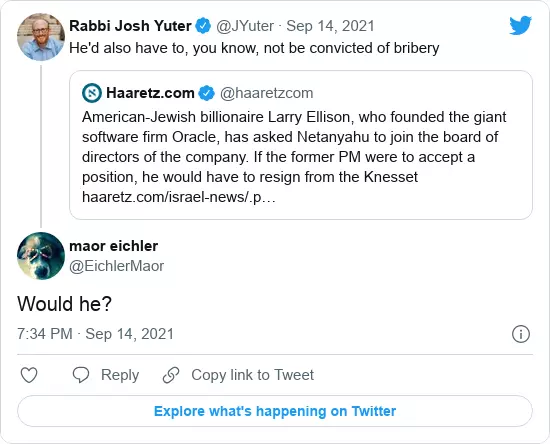 Rabbi Josh Yuter @JYuter · Sep 14, 2021
He'd also have to, you know, not be convicted of bribery
Haaretz.com @haaretzcom
American-Jewish billionaire Larry Ellison, who founded the giant
software firm Oracle, has asked Netanyahu to join the board of
directors of the company. If the former PM were to accept a
position, he would have to resign from the Knesset
haaretz.com/israel-news/.p…
maor eichler
@EichlerMaor
Would he?
7:34 PM · Sep 14, 2021
Reply Copy link to Tweet
Explore what's happening on Twitter